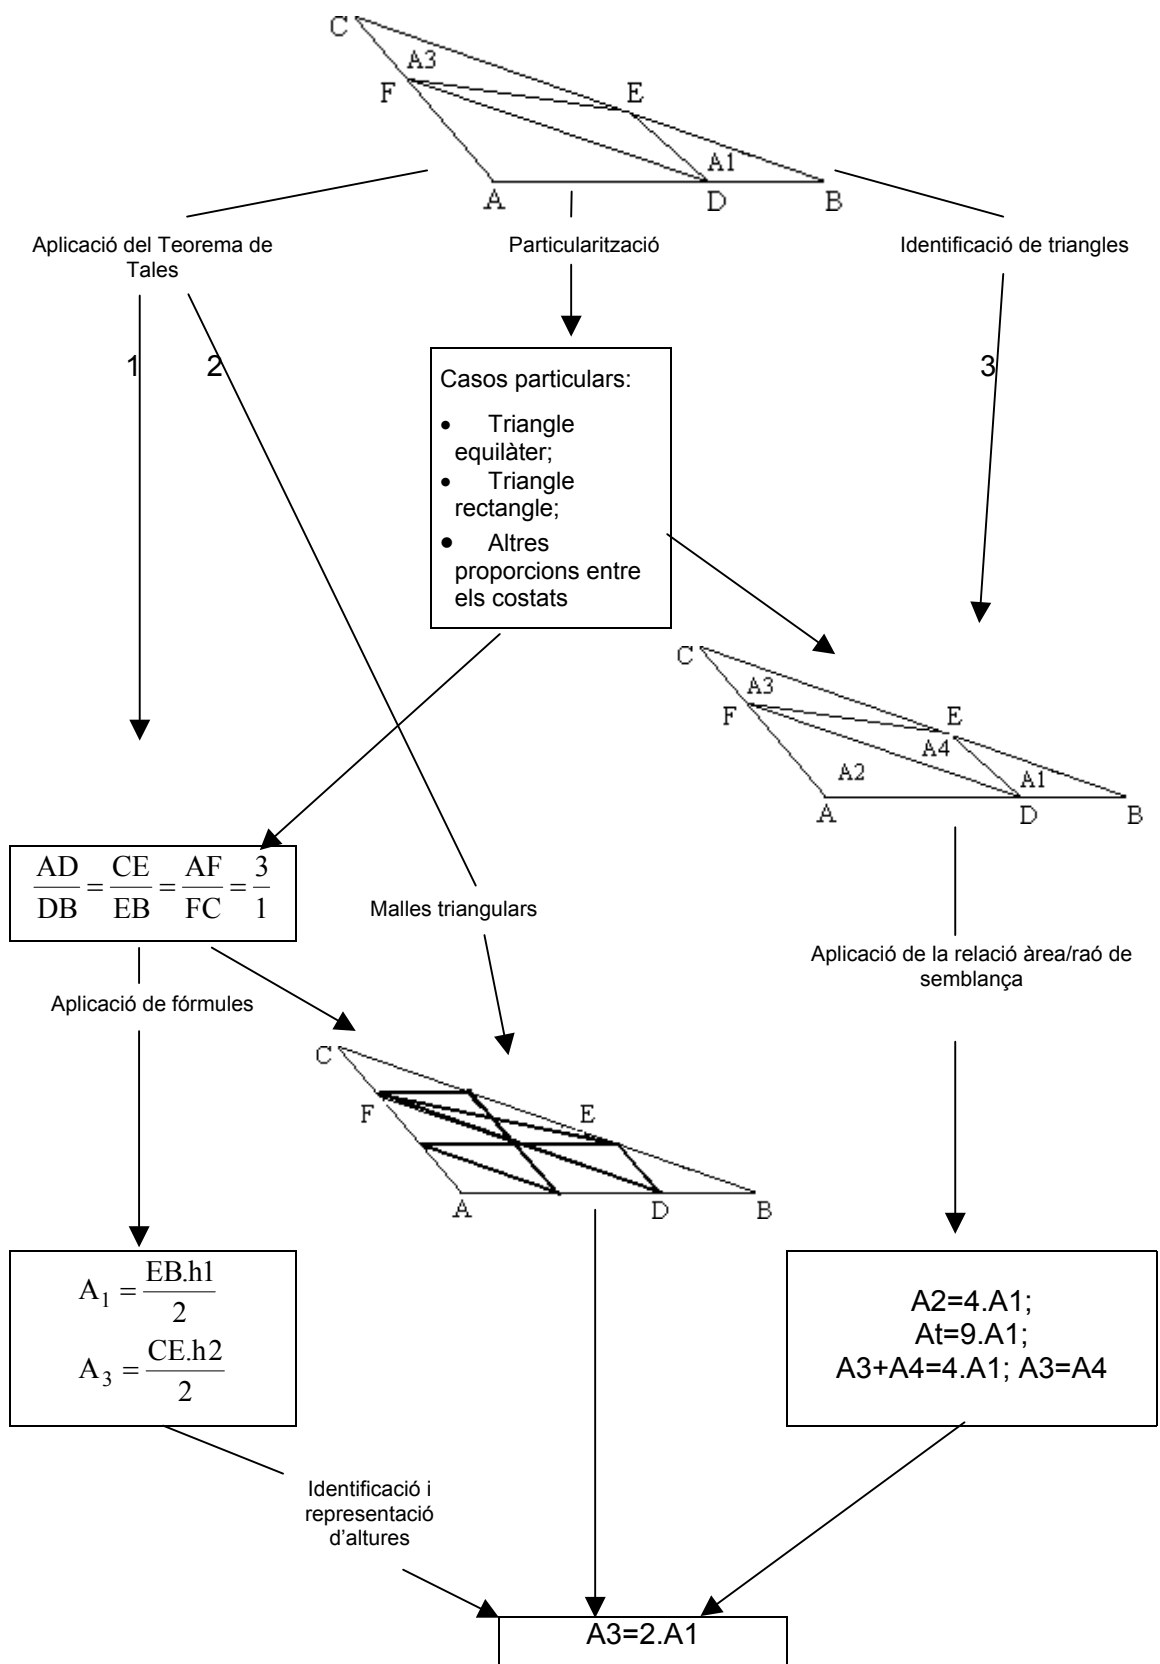 C
A3
F
E
A1
A
D
B
Aplicació del Teorema de
Tales
Particularització
Identificació de triangles
1
2
3
Casos particulars:
• Triangle
equilàter;
• Triangle
rectangle;
• Altres
proporcions entre
els costats
C
A3
F
E
A4
A2
A1
A
D
B
AD/DB = CE/EB = AF/FC = 3/1
Malles triangulars
Aplicació de la relació àrea/raó de
semblança
Aplicació de fórmules
C
F
E
A
D
B
A₁ = EB.h1/2
A₃ = CE.h2/2
A2=4.A1;
At=9.A1;
A3+A4=4.A1; A3=A4
Identificació i
representació
d’altures
A3=2.A1